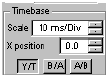 Timebase
Scale 10 ms/Div
X position 0.0
Y/T B/A A/B